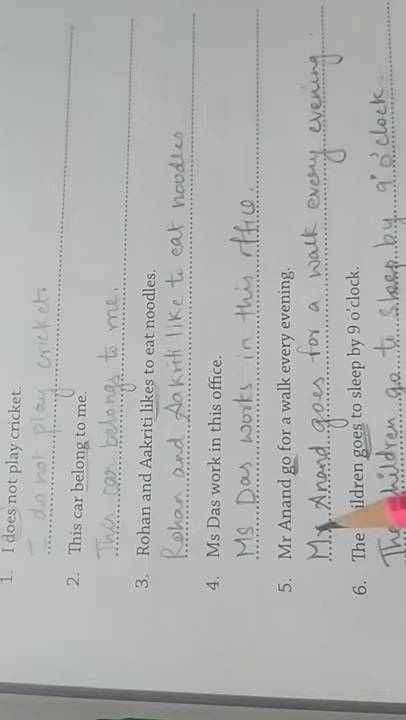 1. I does not play cricket.
I do not play cricket.
2. This car belong to me.
This car belongs to me.
3. Rohan and Aakriti likes to eat noodles.
Rohan and Aakriti like to eat noodles
4. Ms Das work in this office.
Ms Das works in this office.
5. Mr Anand go for a walk every evening.
Mr Anand goes for a walk every evening.
6. The ildren goes to sleep by 9 o'clock.
The hildren go to sleep by 9 o'clock.